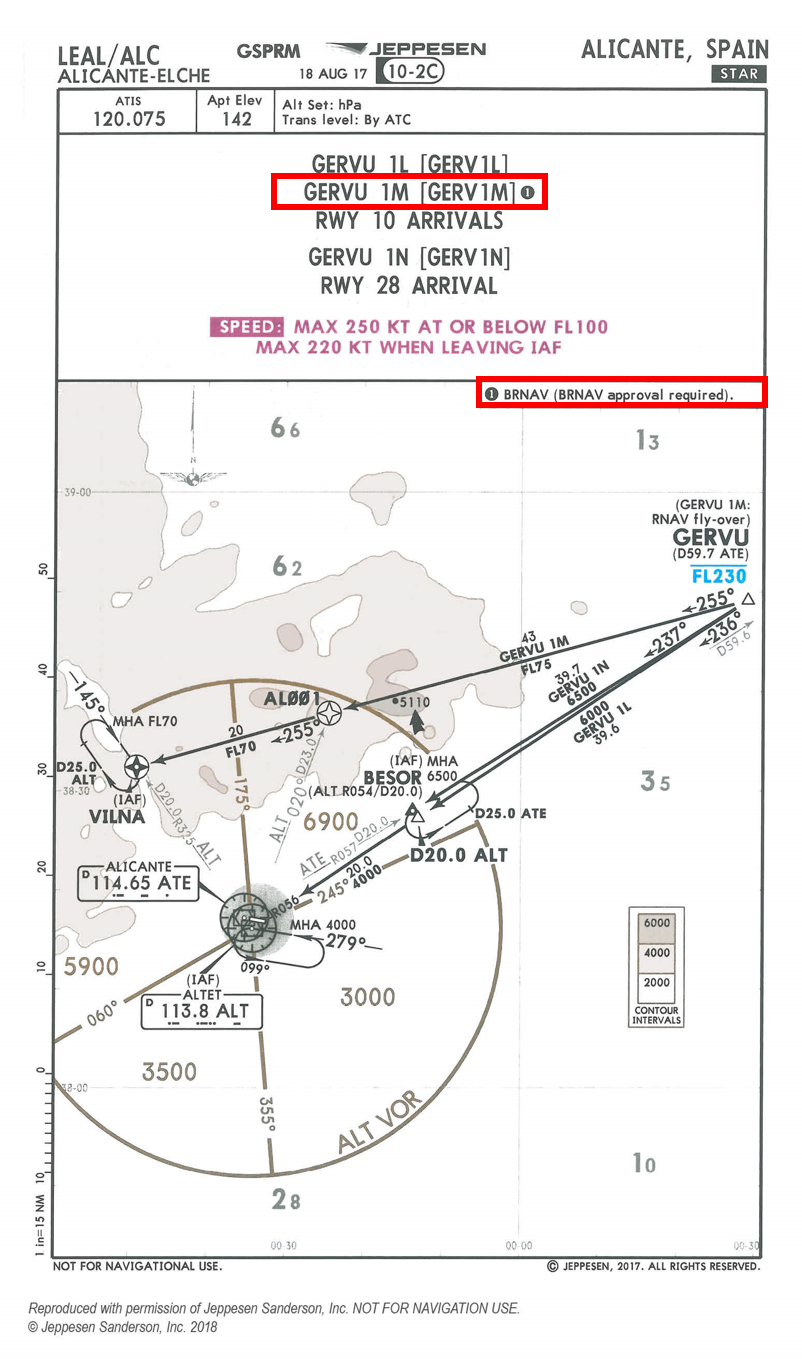 LEAL/ALC
ALICANTE-ELCHE
GSPRM
JEPPESEN
18 AUG 17
10-2C
ALICANTE, SPAIN
STAR
ATIS
120.075
Apt Elev
142
Alt Set: hPa
Trans level: By ATC
GERVU 1L [GERV1L]
GERVU 1M [GERV1M] ❶
RWY 10 ARRIVALS
GERVU 1N [GERV1N]
RWY 28 ARRIVAL
SPEED: MAX 250 KT AT OR BELOW FL100
MAX 220 KT WHEN LEAVING IAF
❶ BRNAV (BRNAV approval required).
66
13
N
39-00
(GERVU 1M:
RNAV fly-over)
GERVU
(D59.7 ATE)
FL230
62
50
255°
237°
236°
D59.6
43
GERVU 1M
FL75
39.7
GERVU 1N
6500
6000
GERVU 1L
39.6
40
145°
MHA FL70
AL001
5110
20
FL70
255°
D25.0
ALT
30
38-30
(IAF)
VILNA
D20.0
R325
ALT
175°
ALT 020° D23.0
(IAF) MHA
BESOR 6500
(ALT R054/D20.0)
35
6900
D25.0 ATE
D20.0 ALT
ATE R057 D20.0
20.0
245° 4000
20
ALICANTE
D 114.65 ATE
R056
MHA 4000
279°
099°
6000
4000
2000
CONTOUR
INTERVALS
10
5900
(IAF)
ALTET
D 113.8 ALT
3000
060°
3500
0
38-00
355°
ALT VOR
10
10
28
1 in=15 NM
00-30
00-00
00-30
NOT FOR NAVIGATIONAL USE.
© JEPPESEN, 2017. ALL RIGHTS RESERVED.
Reproduced with permission of Jeppesen Sanderson, Inc. NOT FOR NAVIGATION USE.
© Jeppesen Sanderson, Inc. 2018